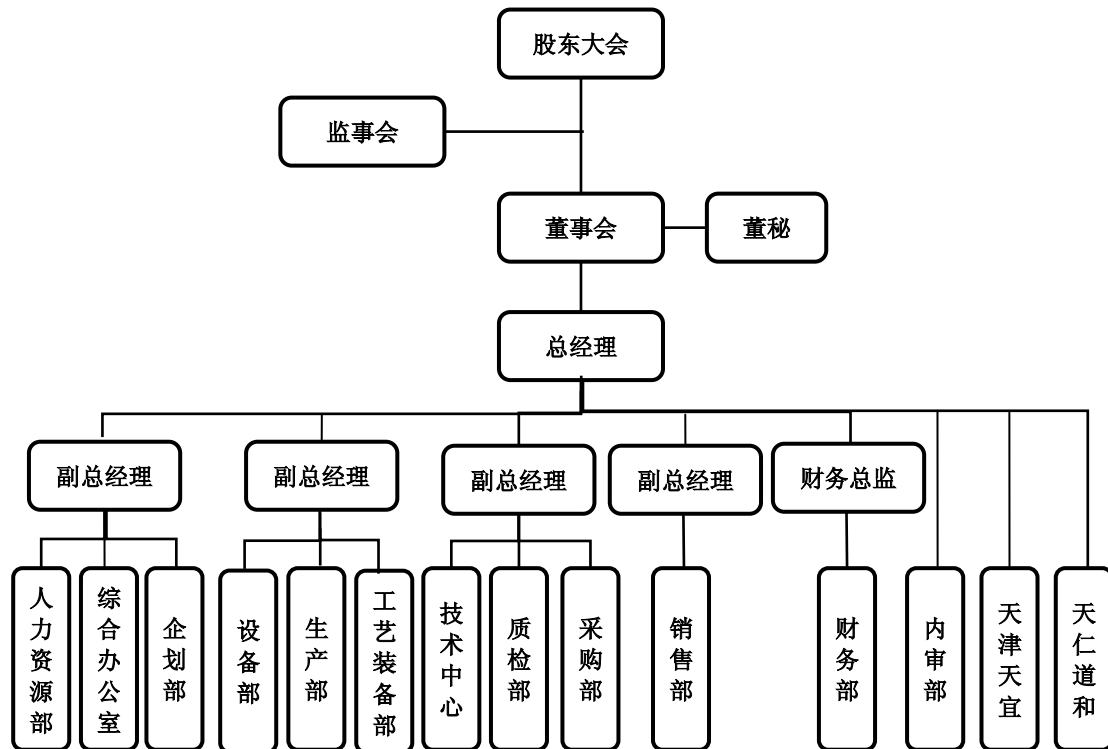 股东大会
监事会
董事会
董秘
总经理
副总经理
副总经理
副总经理
副总经理
财务总监
人力资源部
综合办公室
企划部
设备部
生产部
工艺装备部
技术中心
质检部
采购部
销售部
财务部
内审部
天津天宜
天仁道和